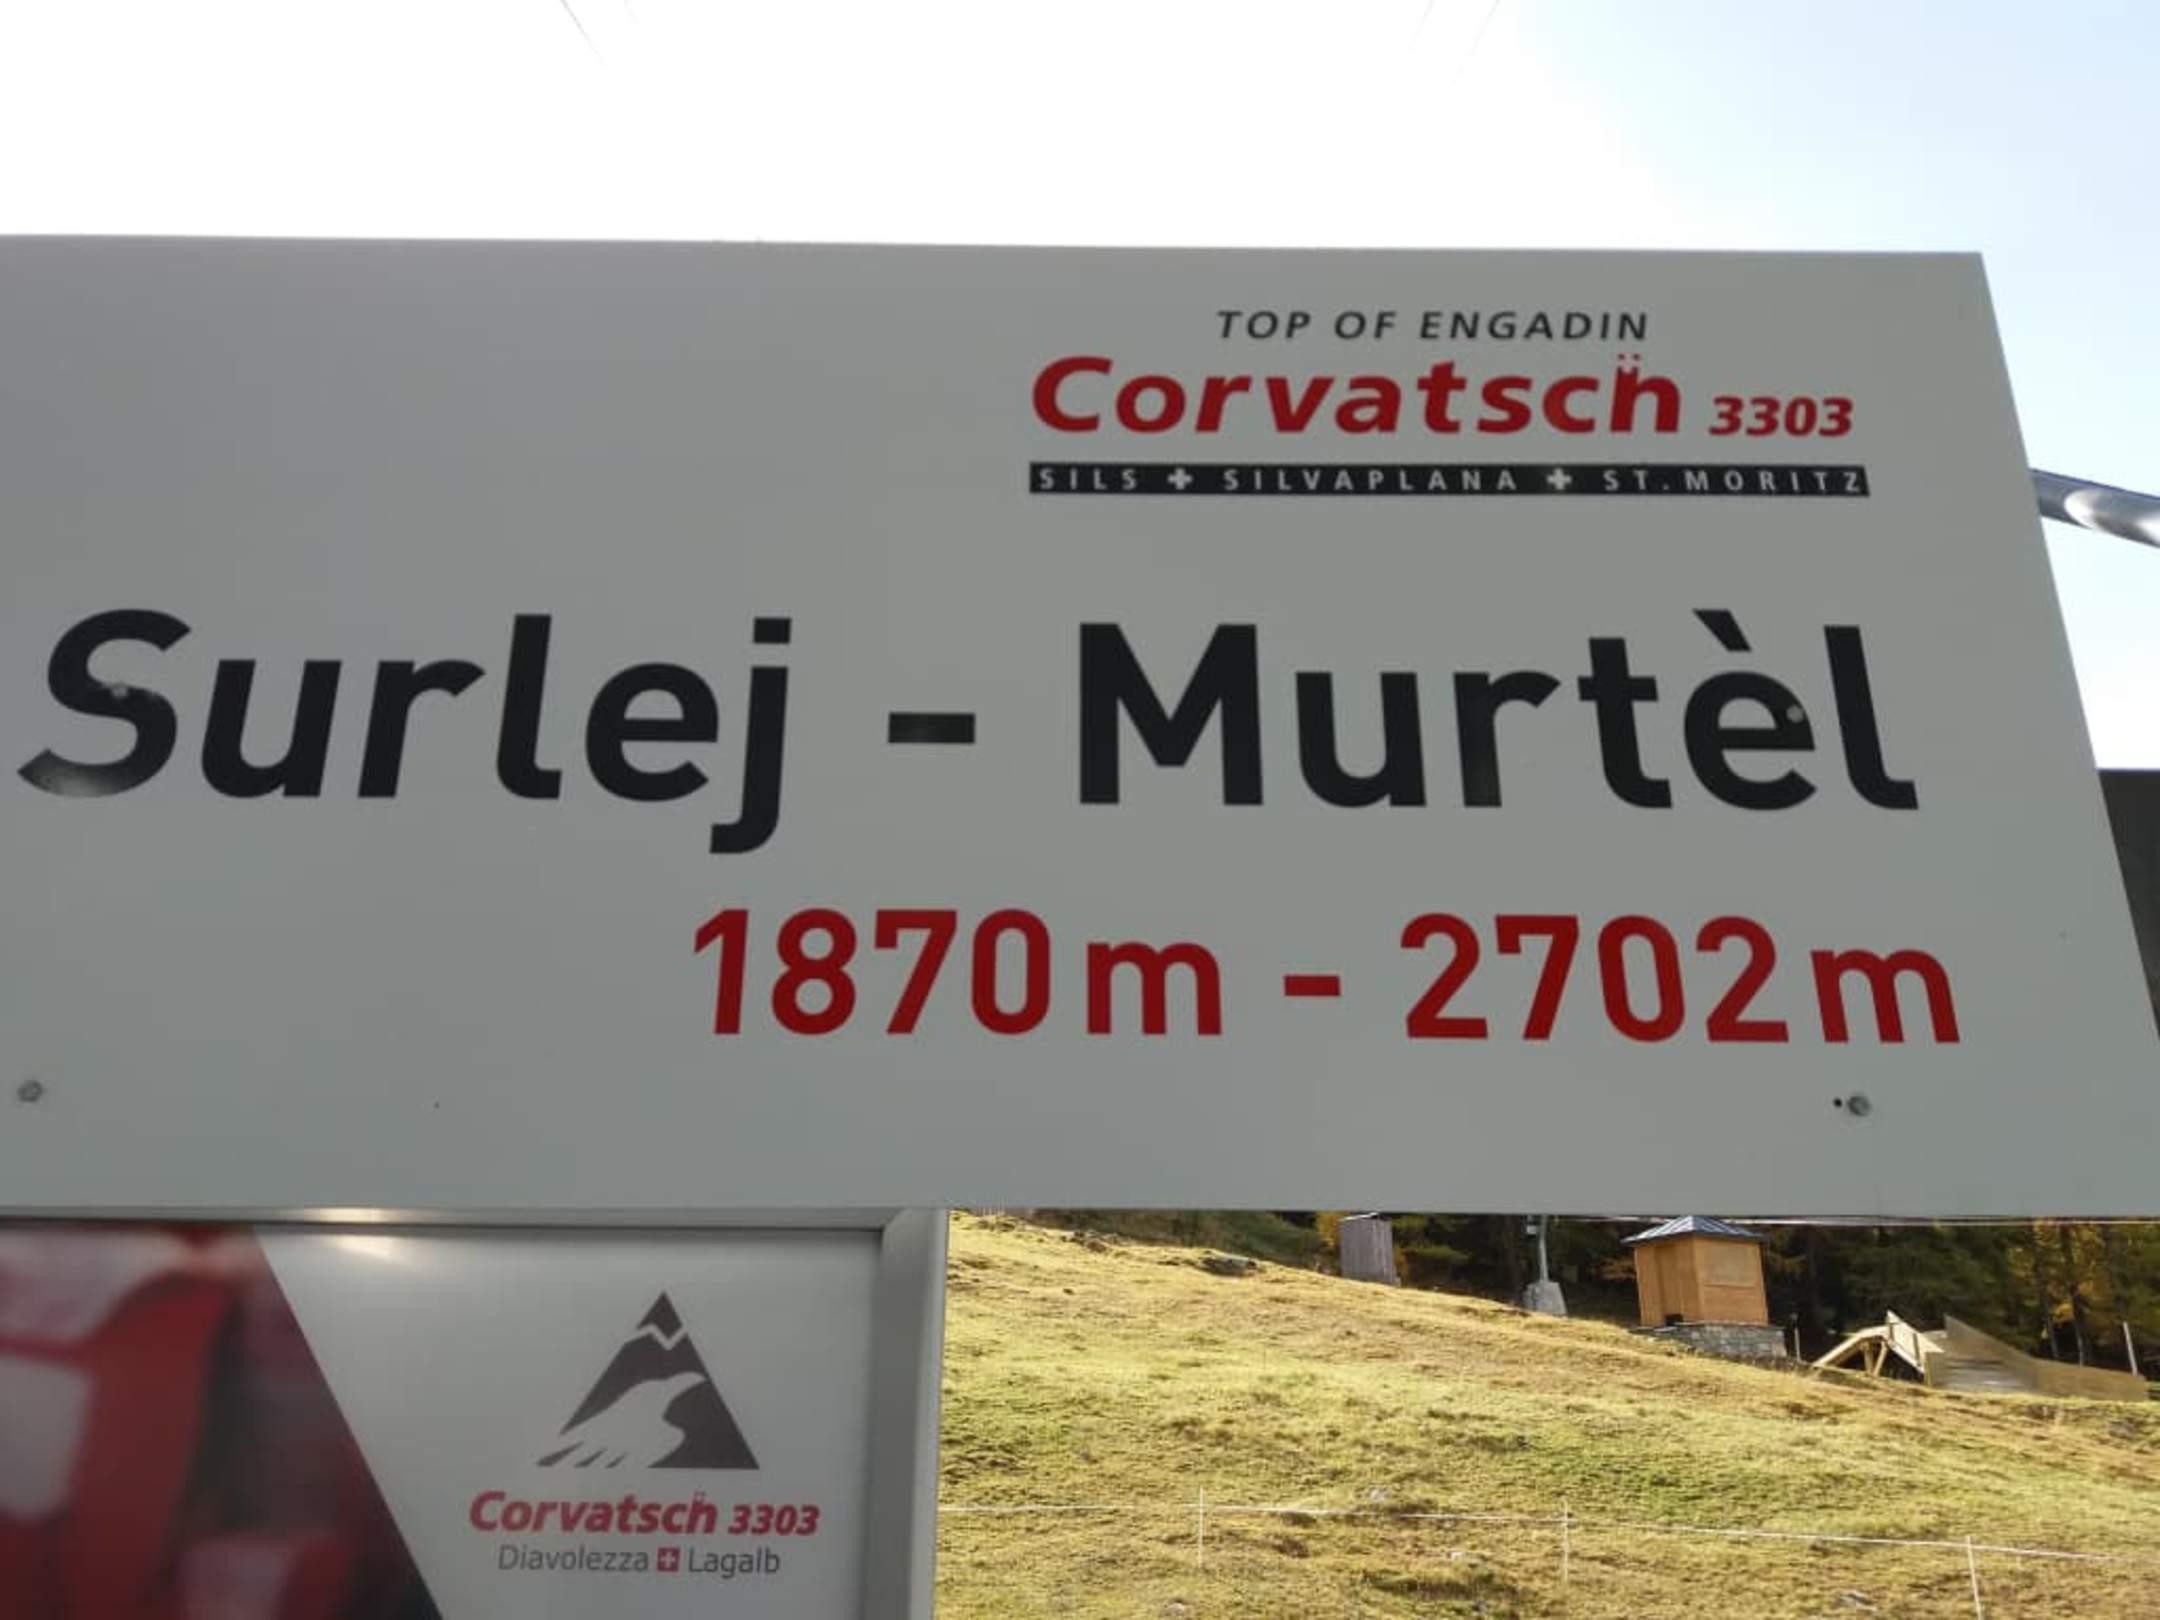 TOP OF ENGADIN
Corvatsch 3303
SILS + SILVAPLANA + ST.MORITZ
Surlej - Murtèl
1870m - 2702m
Corvatsch 3303
Diavolezza + Lagalb